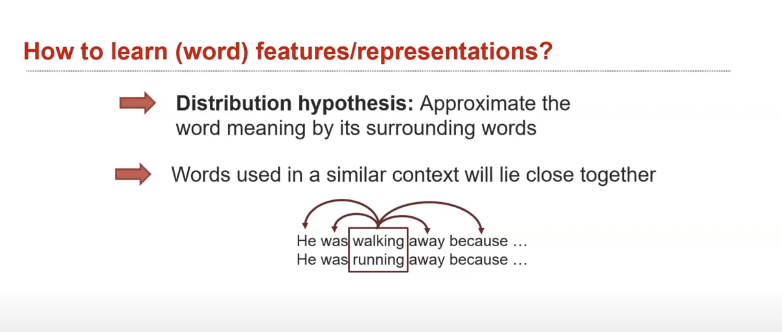 How to learn (word) features/representations?
Distribution hypothesis: Approximate the
word meaning by its surrounding words
Words used in a similar context will lie close together
He was walking away because ...
He was running away because ...